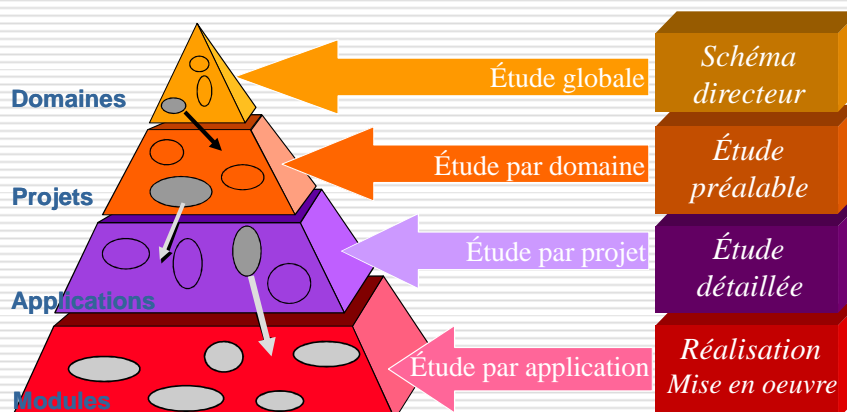 Domaines
Étude globale
Schéma
directeur
Projets
Étude par domaine
Étude
préalable
Applications
Étude par projet
Étude
détaillée
Modules
Étude par application
Réalisation
Mise en oeuvre